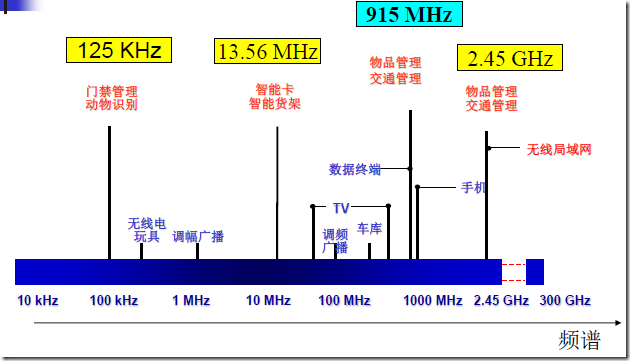 125 KHz
13.56 MHz
915 MHz
2.45 GHz
门禁管理
动物识别
智能卡
智能货架
物品管理
交通管理
物品管理
交通管理
无线局域网
数据终端
手机
TV
无线电
玩具
调幅广播
调频
广播
车库
10 kHz
100 kHz
1 MHz
10 MHz
100 MHz
1000 MHz
2.45 GHz
300 GHz
频谱